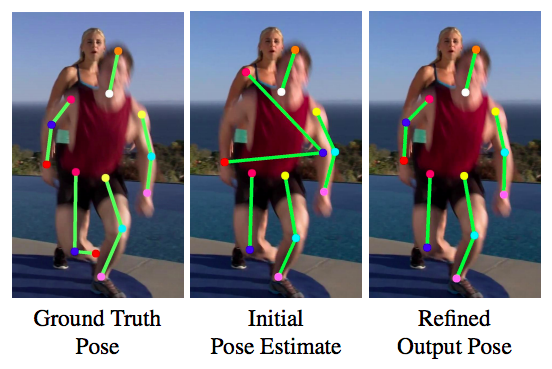 Ground Truth
Pose
Initial
Pose Estimate
Refined
Output Pose